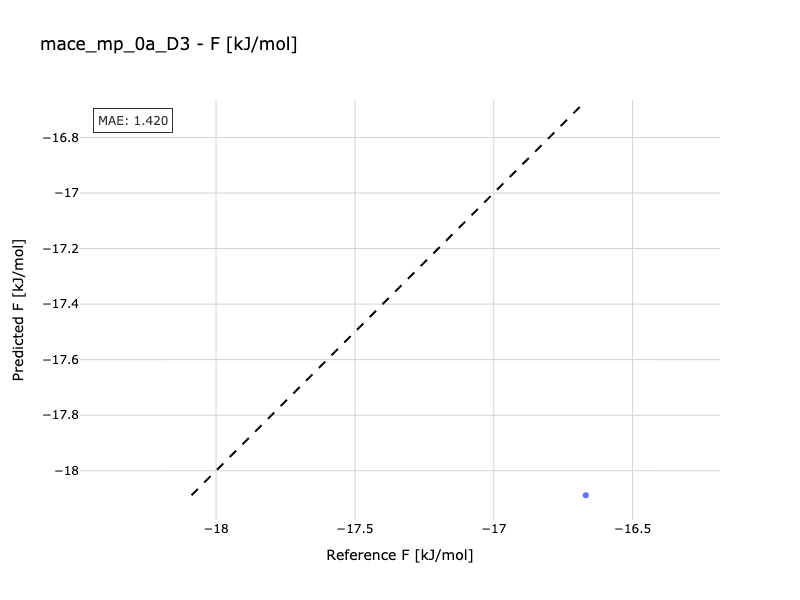 mace_mp_0a_D3 - F [kJ/mol]
MAE: 1.420
−16.8
−17
−17.2
−17.4
−17.6
−17.8
−18
Predicted F [kJ/mol]
−18
−17.5
−17
−16.5
Reference F [kJ/mol]